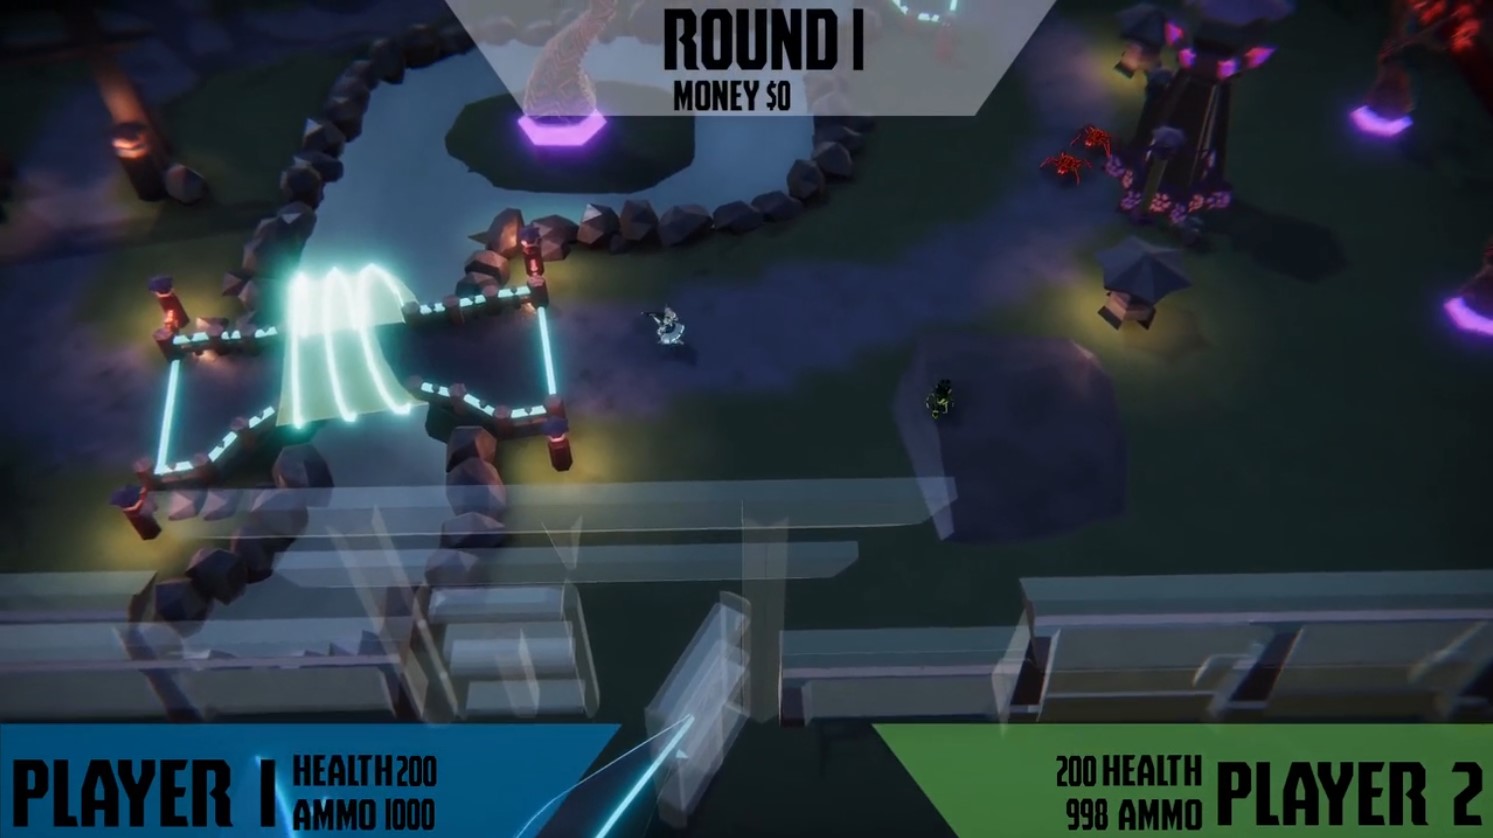 ROUND 1
MONEY $0
PLAYER 1
HEALTH 200
AMMO 1000
200 HEALTH
998 AMMO
PLAYER 2